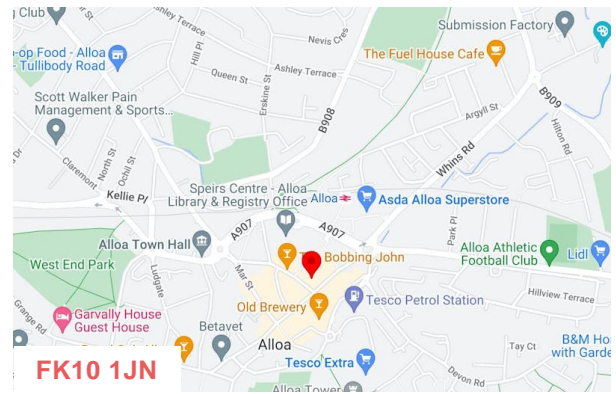 g Club
Ashley Terrace
Nevis Cres
Submission Factory
o-op Food - Alloa
- Tullibody Road
Hill Pl
The Fuel House Cafe
Queen St
Ashley Terrace
Erskine St
Scott Walker Pain
Management & Sports...
B908
Argyll St
B909
Hilton Rd
Whins Rd
Claremont
North St
Ochil St
Kellie Pl
Speirs Centre - Alloa
Library & Registry Office
Alloa
Asda Alloa Superstore
A907
A907
Park Pl
Alloa Town Hall
Bobbing John
Alloa Athletic
Football Club
Lidl
West End Park
Ludgate
Mar St
Hillview Terrace
Garvally House
Guest House
Grange Rd
Old Brewery
Tesco Petrol Station
Betavet
Alloa
Tay Ct
B&M Ho
with Garde
Tesco Extra
Devon Rd
Alloa Tower
FK10 1JN